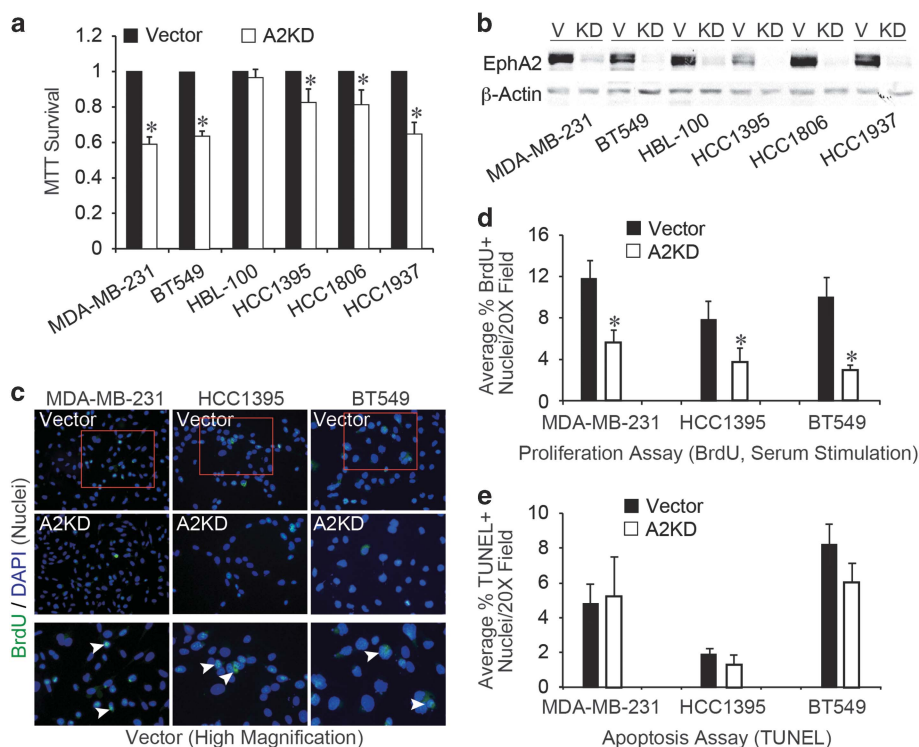 a
Vector
A2KD
1.2
1
0.8
0.6
0.4
0.2
0
MTT Survival
*
*
*
*
*
MDA-MB-231
BT549
HBL-100
HCC1395
HCC1806
HCC1937
b
V KD V KD V KD V KD V KD V KD
EphA2
β-Actin
MDA-MB-231
BT549
HBL-100
HCC1395
HCC1806
HCC1937
c
MDA-MB-231 HCC1395 BT549
Vector Vector Vector
A2KD A2KD A2KD
BrdU / DAPI (Nuclei)
Vector (High Magnification)
d
Vector
A2KD
16
12
8
4
0
Average % BrdU+
Nuclei/20X Field
*
*
*
MDA-MB-231 HCC1395 BT549
Proliferation Assay (BrdU, Serum Stimulation)
e
Vector
A2KD
10
8
6
4
2
0
Average % TUNEL+
Nuclei/20X Field
MDA-MB-231 HCC1395 BT549
Apoptosis Assay (TUNEL)